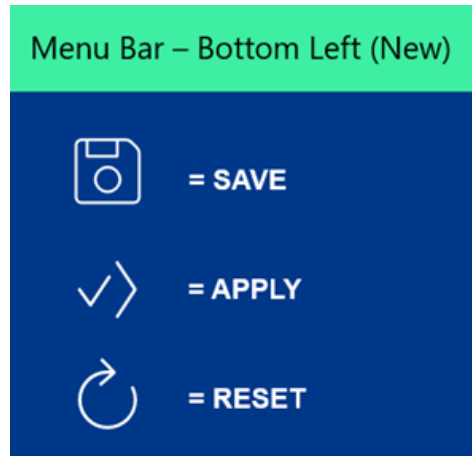 Menu Bar – Bottom Left (New)
= SAVE
= APPLY
= RESET